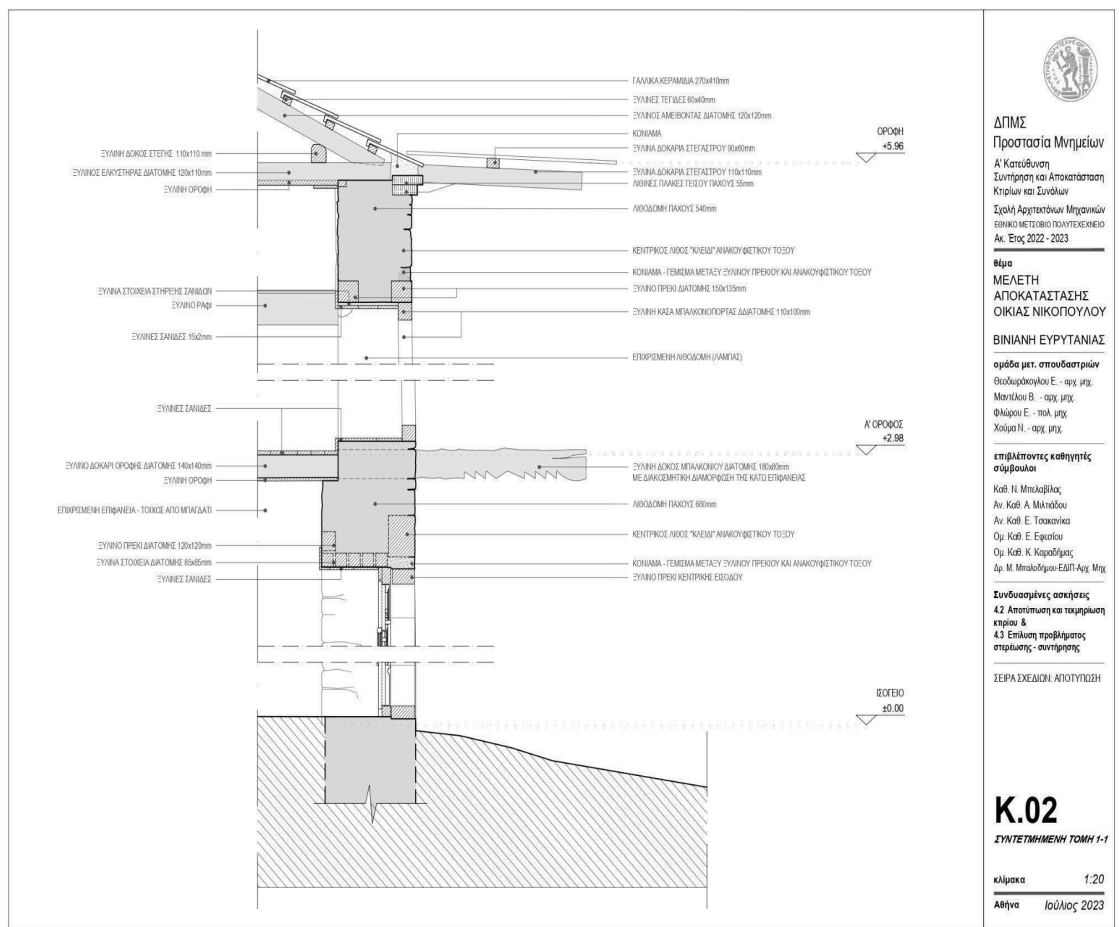 ΓΑΛΛΙΚΑ ΚΕΡΑΜΙΔΙΑ 270x410mm
ΞΥΛΙΝΕΣ ΤΕΓΙΔΕΣ 60x40mm
ΞΥΛΙΝΟΣ ΑΜΕΙΒΟΝΤΑΣ ΔΙΑΤΟΜΗΣ 120x120mm
ΚΟΝΙΑΜΑ
ΞΥΛΙΝΑ ΔΟΚΑΡΙΑ ΣΤΕΓΑΣΤΡΟΥ 90x60mm
ΞΥΛΙΝΑ ΔΟΚΑΡΙΑ ΣΤΕΓΑΣΤΡΟΥ 110x110mm
ΛΙΘΙΝΕΣ ΠΛΑΚΕΣ ΓΕΙΣΟΥ ΠΑΧΟΥΣ 55mm
ΛΙΘΟΔΟΜΗ ΠΑΧΟΥΣ 540mm
ΚΕΝΤΡΙΚΟΣ ΛΙΘΟΣ "ΚΛΕΙΔΙ" ΑΝΑΚΟΥΦΙΣΤΙΚΟΥ ΤΟΞΟΥ
ΚΟΝΙΑΜΑ - ΓΕΜΙΣΜΑ ΜΕΤΑΞΥ ΞΥΛΙΝΟΥ ΠΡΕΚΙΟΥ ΚΑΙ ΑΝΑΚΟΥΦΙΣΤΙΚΟΥ ΤΟΞΟΥ
ΞΥΛΙΝΟ ΠΡΕΚΙ ΔΙΑΤΟΜΗΣ 150x135mm
ΞΥΛΙΝΗ ΚΑΣΑ ΜΠΑΛΚΟΝΟΠΟΡΤΑΣ ΔΔΙΑΤΟΜΗΣ 110x100mm
ΕΠΙΧΡΙΣΜΕΝΗ ΛΙΘΟΔΟΜΗ (ΛΑΜΠΑΣ)
ΞΥΛΙΝΗ ΔΟΚΟΣ ΜΠΑΛΚΟΝΙΟΥ ΔΙΑΤΟΜΗΣ 180x80mm
ΜΕ ΔΙΑΚΟΣΜΗΤΙΚΗ ΔΙΑΜΟΡΦΩΣΗ ΤΗΣ ΚΑΤΩ ΕΠΙΦΑΝΕΙΑΣ
ΛΙΘΟΔΟΜΗ ΠΑΧΟΥΣ 660mm
ΚΕΝΤΡΙΚΟΣ ΛΙΘΟΣ "ΚΛΕΙΔΙ" ΑΝΑΚΟΥΦΙΣΤΙΚΟΥ ΤΟΞΟΥ
ΚΟΝΙΑΜΑ - ΓΕΜΙΣΜΑ ΜΕΤΑΞΥ ΞΥΛΙΝΟΥ ΠΡΕΚΙΟΥ ΚΑΙ ΑΝΑΚΟΥΦΙΣΤΙΚΟΥ ΤΟΞΟΥ
ΞΥΛΙΝΟ ΠΡΕΚΙ ΚΕΝΤΡΙΚΗΣ ΕΙΣΟΔΟΥ
ΞΥΛΙΝΗ ΔΟΚΟΣ ΣΤΕΓΗΣ 110x110 mm
ΞΥΛΙΝΟΣ ΕΛΚΥΣΤΗΡΑΣ ΔΙΑΤΟΜΗΣ 120x110mm
ΞΥΛΙΝΗ ΟΡΟΦΗ
ΞΥΛΙΝΑ ΣΤΟΙΧΕΙΑ ΣΤΗΡΙΞΗΣ ΣΑΝΙΔΩΝ
ΞΥΛΙΝΟ ΡΑΦΙ
ΞΥΛΙΝΕΣ ΣΑΝΙΔΕΣ 15x2mm
ΞΥΛΙΝΕΣ ΣΑΝΙΔΕΣ
ΞΥΛΙΝΟ ΔΟΚΑΡΙ ΟΡΟΦΗΣ ΔΙΑΤΟΜΗΣ 140x140mm
ΞΥΛΙΝΗ ΟΡΟΦΗ
ΕΠΙΧΡΙΣΜΕΝΗ ΕΠΙΦΑΝΕΙΑ - ΤΟΙΧΟΣ ΑΠΟ ΜΠΑΓΔΑΤΙ
ΞΥΛΙΝΟ ΠΡΕΚΙ ΔΙΑΤΟΜΗΣ 120x120mm
ΞΥΛΙΝΑ ΣΤΟΙΧΕΙΑ ΔΙΑΤΟΜΗΣ 85x85mm
ΞΥΛΙΝΕΣ ΣΑΝΙΔΕΣ
ΟΡΟΦΗ
+5.96
Α' ΟΡΟΦΟΣ
+2.98
ΙΣΟΓΕΙΟ
±0.00
ΔΠΜΣ
Προστασία Μνημείων
Α' Κατεύθυνση
Συντήρηση και Αποκατάσταση
Κτιρίων και Συνόλων
Σχολή Αρχιτεκτόνων Μηχανικών
ΕΘΝΙΚΟ ΜΕΤΣΟΒΙΟ ΠΟΛΥΤΕΧΕΧΝΕΙΟ
Ακ. Έτος 2022 - 2023
θέμα
ΜΕΛΕΤΗ
ΑΠΟΚΑΤΑΣΤΑΣΗΣ
ΟΙΚΙΑΣ ΝΙΚΟΠΟΥΛΟΥ
ΒΙΝΙΑΝΗ ΕΥΡΥΤΑΝΙΑΣ
ομάδα μετ. σπουδαστριών
Θεοδωράκογλου Ε. - αρχ. μηχ.
Μαντέλου Β. - αρχ. μηχ.
Φλώρου Ε. - πολ. μηχ.
Χούμα Ν. - αρχ. μηχ.
επιβλέποντες καθηγητές
σύμβουλοι
Καθ. Ν. Μπελαβίλας
Αν. Καθ. Α. Μιλτιάδου
Αν. Καθ. Ε. Τσακανίκα
Ομ. Καθ. Ε. Εφεσίου
Ομ. Καθ. Κ. Καραδήμας
Δρ. Μ. Μπαλοδήμου-ΕΔΙΠ-Αρχ. Μηχ
Συνδυασμένες ασκήσεις
4.2 Αποτύπωση και τεκμηρίωση
κτιρίου &
4.3 Επίλυση προβλήματος
στερέωσης - συντήρησης
ΣΕΙΡΑ ΣΧΕΔΙΩΝ: ΑΠΟΤΥΠΩΣΗ
Κ.02
ΣΥΝΤΕΤΜΗΜΕΝΗ ΤΟΜΗ 1-1
κλίμακα 1:20
Αθήνα Ιούλιος 2023